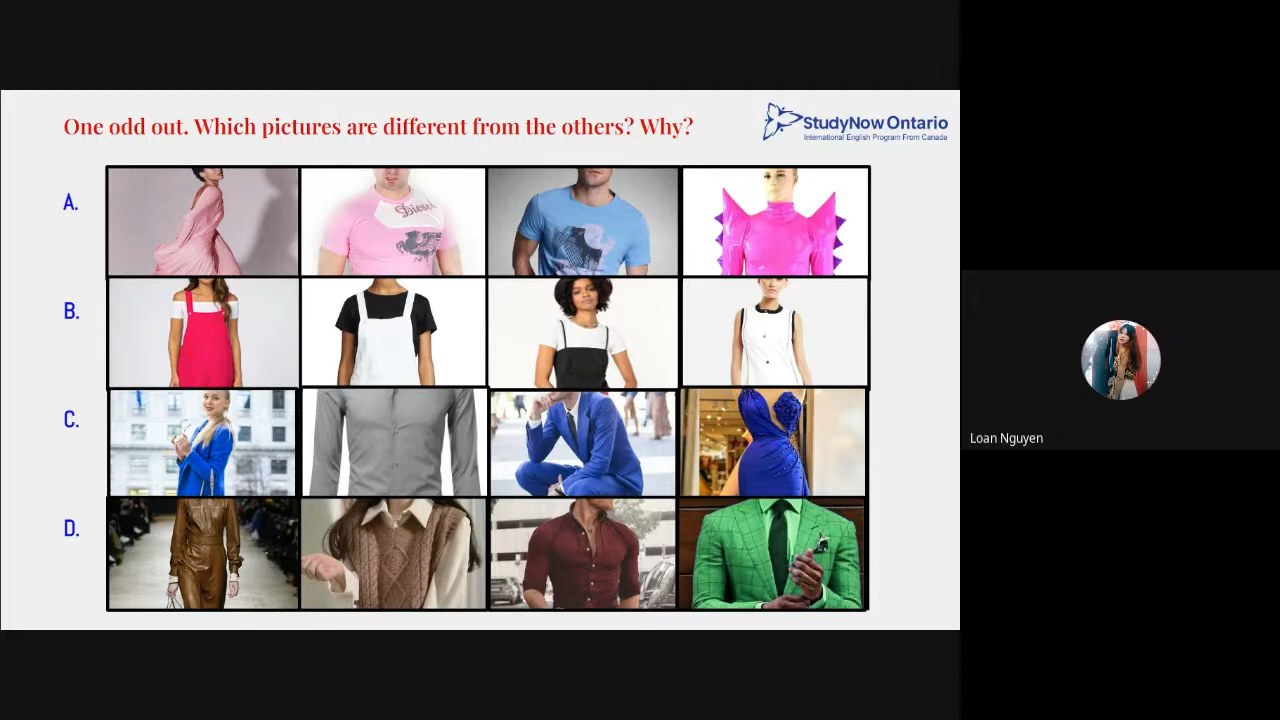 One odd out. Which pictures are different from the others? Why?
StudyNow Ontario
International English Program From Canada
A.
Diesel
B.
C.
D.
Loan Nguyen